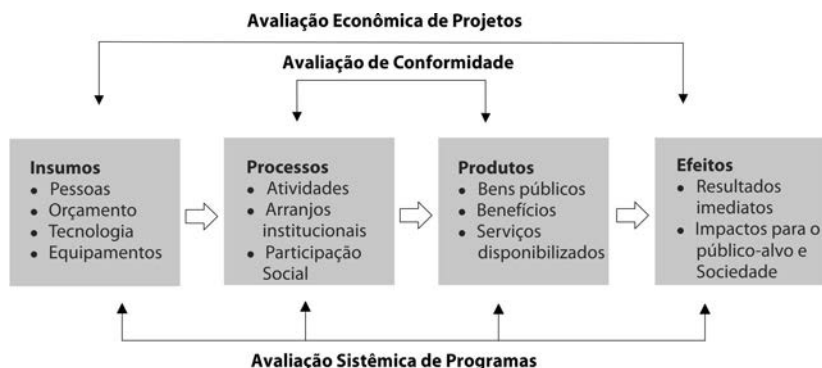 Avaliação Econômica de Projetos
Avaliação de Conformidade
Insumos
• Pessoas
• Orçamento
• Tecnologia
• Equipamentos
Processos
• Atividades
• Arranjos
institucionais
• Participação
Social
Produtos
• Bens públicos
• Benefícios
• Serviços
disponibilizados
Efeitos
• Resultados
imediatos
• Impactos para o
público-alvo e
Sociedade
Avaliação Sistêmica de Programas